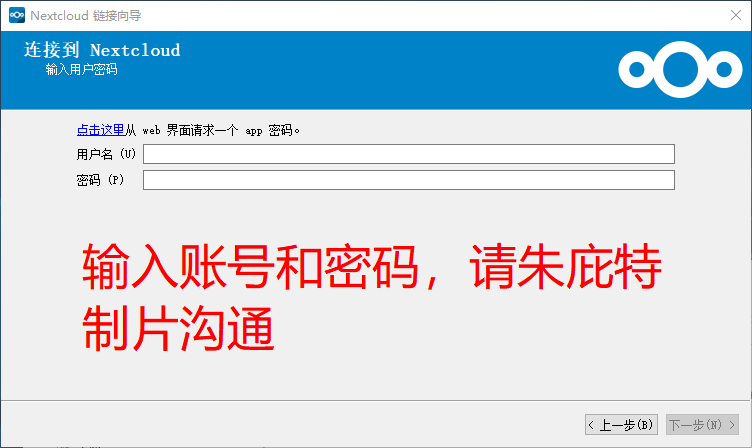 Nextcloud 链接向导
连接到 Nextcloud
输入用户密码
点击这里从 web 界面请求一个 app 密码。
用户名(U)
密码(P)
输入账号和密码，请朱庇特
制片沟通
< 上一步(B)
下一步(N) >